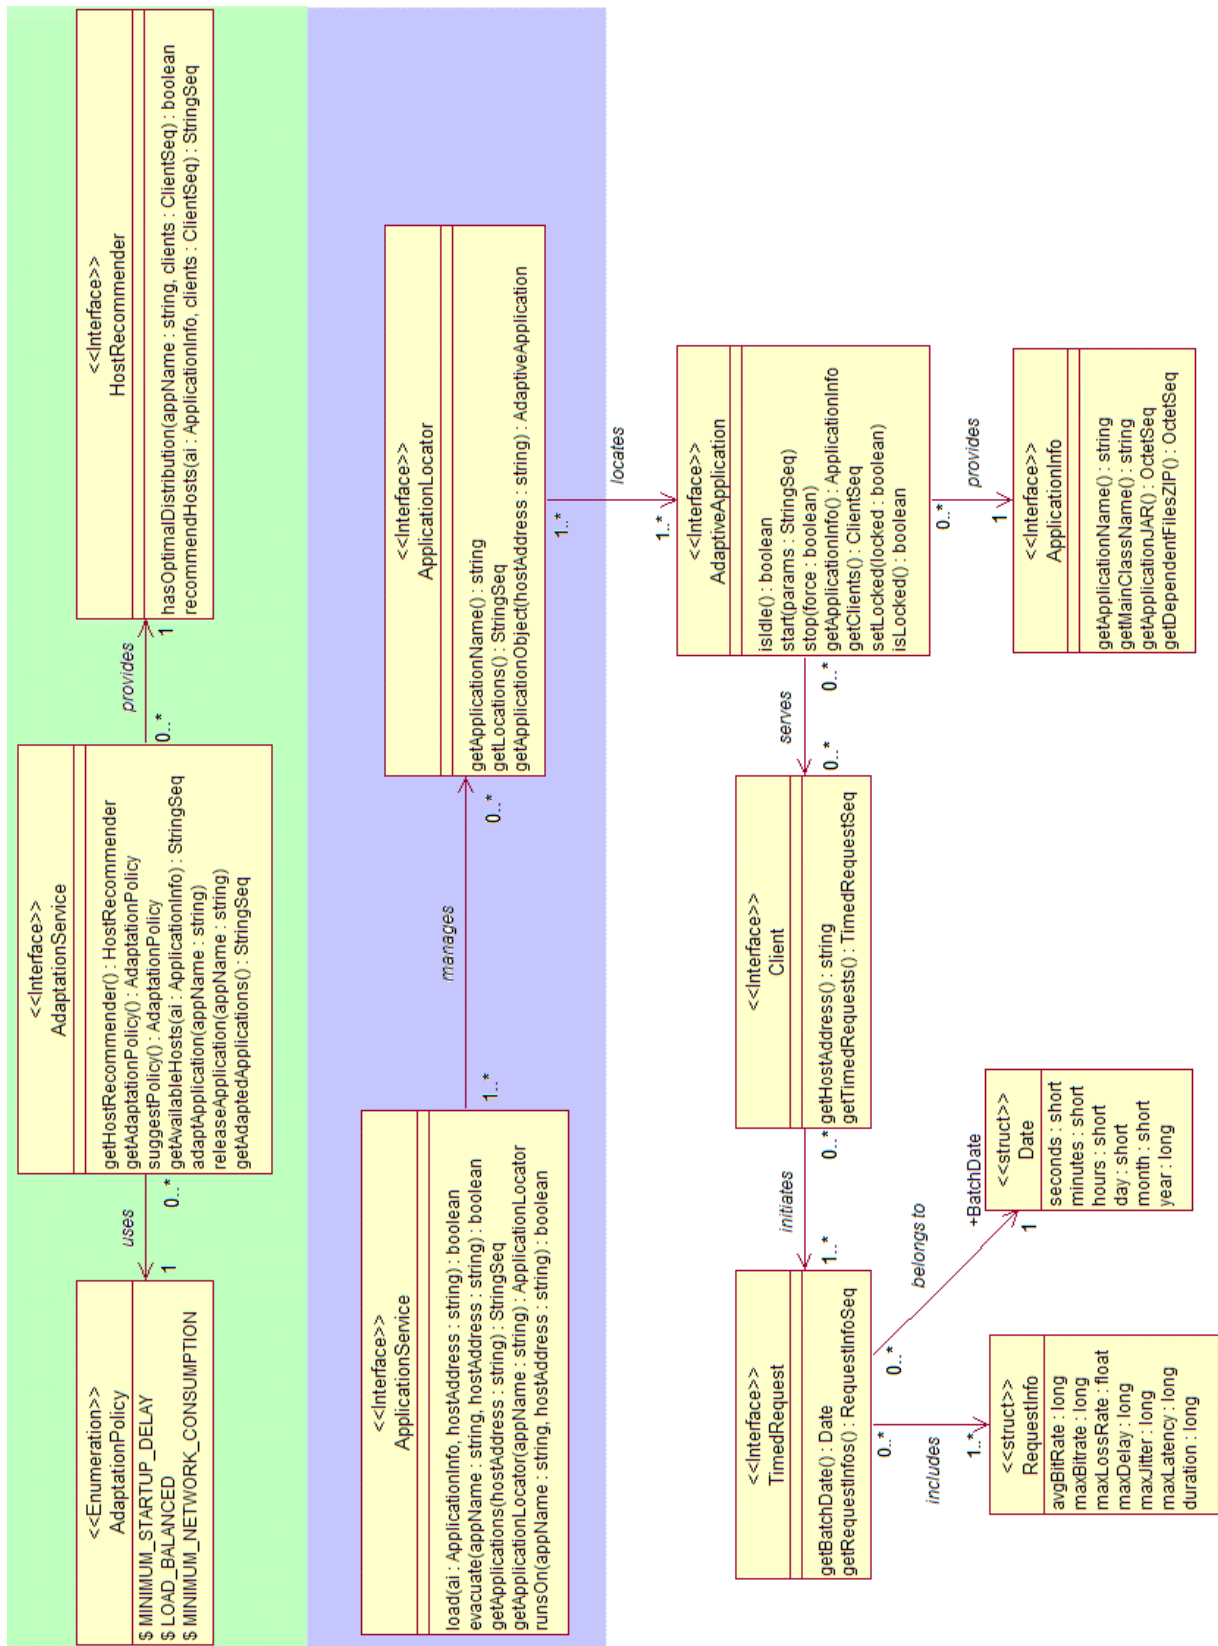 <<Enumeration>>
AdaptationPolicy
$ MINIMUM_STARTUP_DELAY
$ LOAD_BALANCED
$ MINIMUM_NETWORK_CONSUMPTION
1
uses
0..*
<<Interface>>
AdaptationService
getHostRecommender() : HostRecommender
getAdaptationPolicy() : AdaptationPolicy
suggestPolicy() : AdaptationPolicy
getAvailableHosts(ai : ApplicationInfo) : StringSeq
adaptApplication(appName : string)
releaseApplication(appName : string)
getAdaptedApplications() : StringSeq
0..*
provides
1
<<Interface>>
HostRecommender
hasOptimalDistribution(appName : string, clients : ClientSeq) : boolean
recommendHosts(ai : ApplicationInfo, clients : ClientSeq) : StringSeq
<<Interface>>
ApplicationService
load(ai : ApplicationInfo, hostAddress : string) : boolean
evacuate(appName : string, hostAddress : string) : boolean
getApplications(hostAddress : string) : StringSeq
getApplicationLocator(appName : string) : ApplicationLocator
runsOn(appName : string, hostAddress : string) : boolean
1..*
manages
0..*
<<Interface>>
ApplicationLocator
getApplicationName() : string
getLocations() : StringSeq
getApplicationObject(hostAddress : string) : AdaptiveApplication
1..*
locates
1..*
<<Interface>>
TimedRequest
getBatchDate() : Date
getRequestInfos() : RequestInfoSeq
1..*
initiates
0..*
<<Interface>>
Client
getHostAddress() : string
getTimedRequests() : TimedRequestSeq
0..*
serves
0..*
<<Interface>>
AdaptiveApplication
isIdle() : boolean
start(params : StringSeq)
stop(force : boolean)
getApplicationInfo() : ApplicationInfo
getClients() : ClientSeq
setLocked(locked : boolean)
isLocked() : boolean
0..*
includes
1..*
0..*
belongs to
+BatchDate
1
0..*
provides
1
<<struct>>
RequestInfo
avgBitRate : long
maxBitrate : long
maxLossRate : float
maxDelay : long
maxJitter : long
maxLatency : long
duration : long
<<struct>>
Date
seconds : short
minutes : short
hours : short
day : short
month : short
year : long
<<Interface>>
ApplicationInfo
getApplicationName() : string
getMainClassName() : string
getApplicationJAR() : OctetSeq
getDependentFilesZIP() : OctetSeq